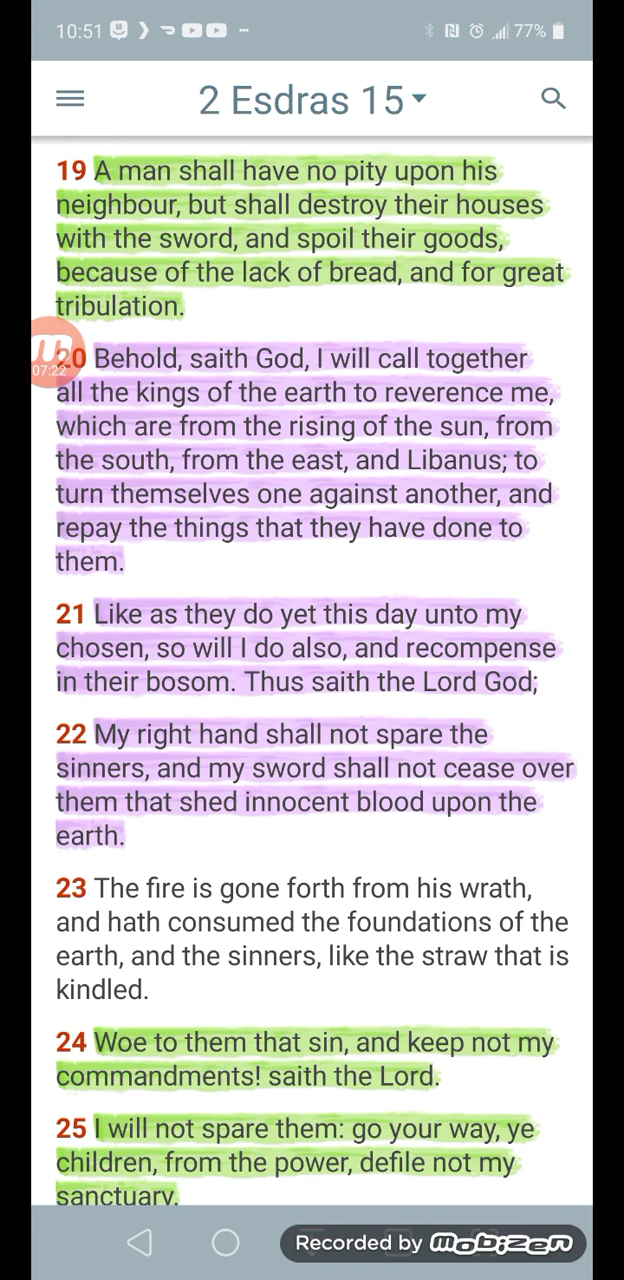 10:51
77%
2 Esdras 15
19 A man shall have no pity upon his
neighbour, but shall destroy their houses
with the sword, and spoil their goods,
because of the lack of bread, and for great
tribulation.
20 Behold, saith God, I will call together
07:22
all the kings of the earth to reverence me,
which are from the rising of the sun, from
the south, from the east, and Libanus; to
turn themselves one against another, and
repay the things that they have done to
them.
21 Like as they do yet this day unto my
chosen, so will I do also, and recompense
in their bosom. Thus saith the Lord God;
22 My right hand shall not spare the
sinners, and my sword shall not cease over
them that shed innocent blood upon the
earth.
23 The fire is gone forth from his wrath,
and hath consumed the foundations of the
earth, and the sinners, like the straw that is
kindled.
24 Woe to them that sin, and keep not my
commandments! saith the Lord.
25 I will not spare them: go your way, ye
children, from the power, defile not my
sanctuary.
Recorded by mobizen